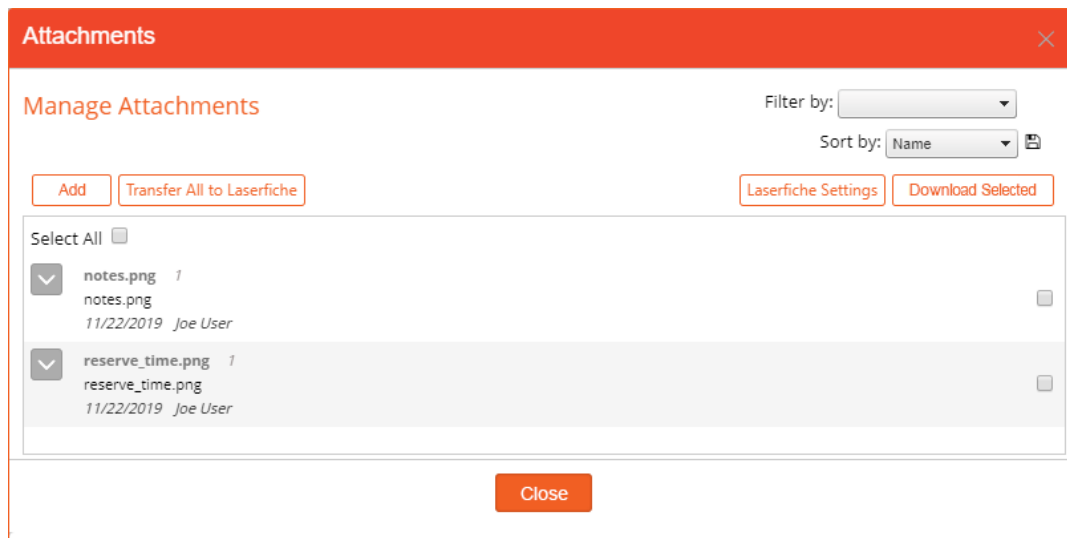 Attachments
Manage Attachments
Filter by:
Sort by: Name
Add Transfer All to Laserfiche Laserfiche Settings Download Selected
Select All
notes.png 1
notes.png
11/22/2019 Joe User
reserve_time.png 1
reserve_time.png
11/22/2019 Joe User
Close